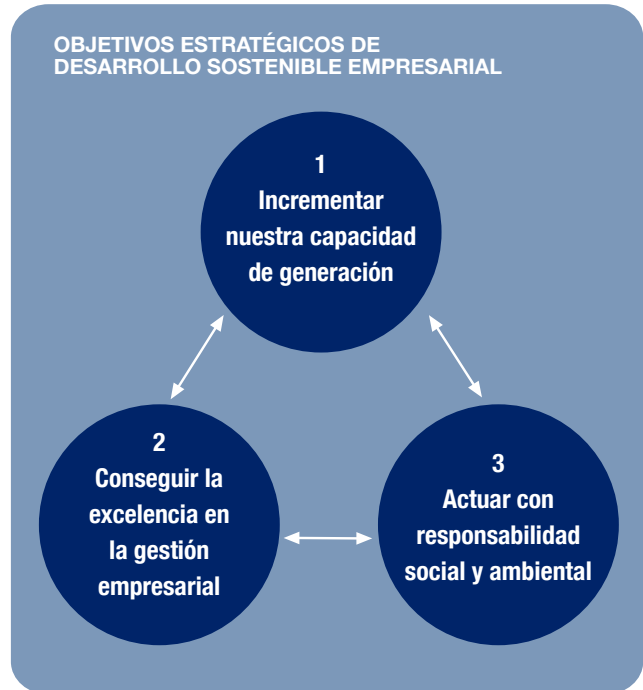 OBJETIVOS ESTRATÉGICOS DE
DESARROLLO SOSTENIBLE EMPRESARIAL
1
Incrementar
nuestra capacidad
de generación
2
Conseguir la
excelencia en
la gestión
empresarial
3
Actuar con
responsabilidad
social y ambiental